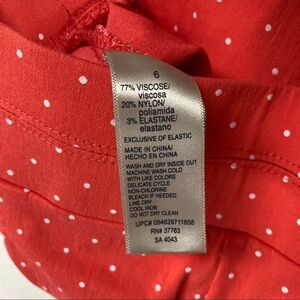 6
77% VISCOSE/
viscosa
20% NYLON/
poliamida
3% ELASTANE/
elastano
EXCLUSIVE OF ELASTIC
MADE IN CHINA/
HECHO EN CHINA
WASH AND DRY INSIDE OUT
MACHINE WASH COLD
WITH LIKE COLORS
DELICATE CYCLE
NON-CHLORINE
BLEACH IF NEEDED
LINE DRY
COOL IRON
DO NOT DRY CLEAN
UPC# 094829711858
RN# 37763
SA 4043